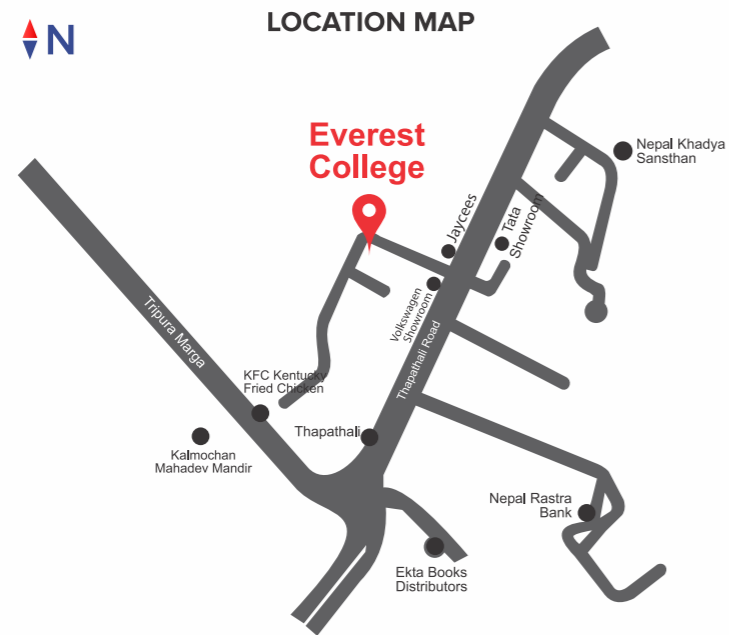 LOCATION MAP
N
Everest
College
Nepal Khadya
Sansthan
Jaycees
Tata
Showroom
Volkswagen
Showroom
Thapathali Road
Tripura Marga
KFC Kentucky
Fried Chicken
Thapathali
Kalmochan
Mahadev Mandir
Nepal Rastra
Bank
Ekta Books
Distributors